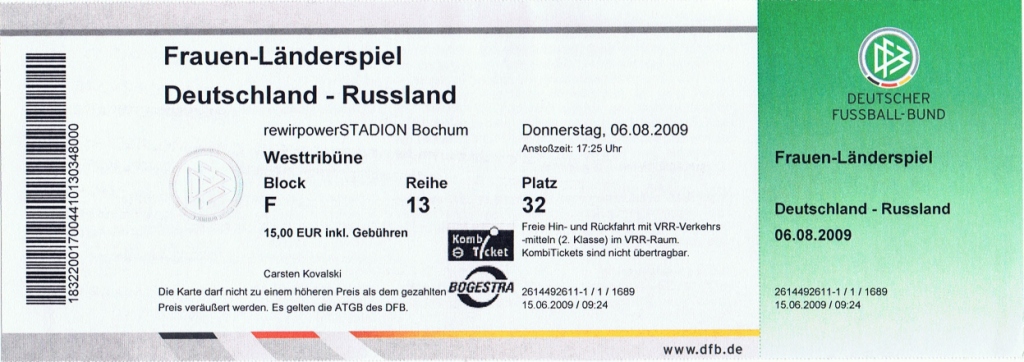 Frauen-Länderspiel
Deutschland - Russland
rewirpowerSTADION Bochum
Donnerstag, 06.08.2009
Anstoßzeit: 17:25 Uhr
Westtribüne
Block Reihe Platz
F 13 32
15,00 EUR inkl. Gebühren
Freie Hin- und Rückfahrt mit VRR-Verkehrs
-mitteln (2. Klasse) im VRR-Raum.
KombiTickets sind nicht übertragbar.
Komb
Ticket
Carsten Kovalski
Die Karte darf nicht zu einem höheren Preis als dem gezahlten
Preis veräußert werden. Es gelten die ATGB des DFB.
BOGESTRA
2614492611-1 / 1 / 1689
15.06.2009 / 09:24
www.dfb.de
1832200170004410130348000
DFB
DFB
DEUTSCHER
FUSSBALL-BUND
Frauen-Länderspiel
Deutschland - Russland
06.08.2009
2614492611-1 / 1 / 1689
15.06.2009 / 09:24